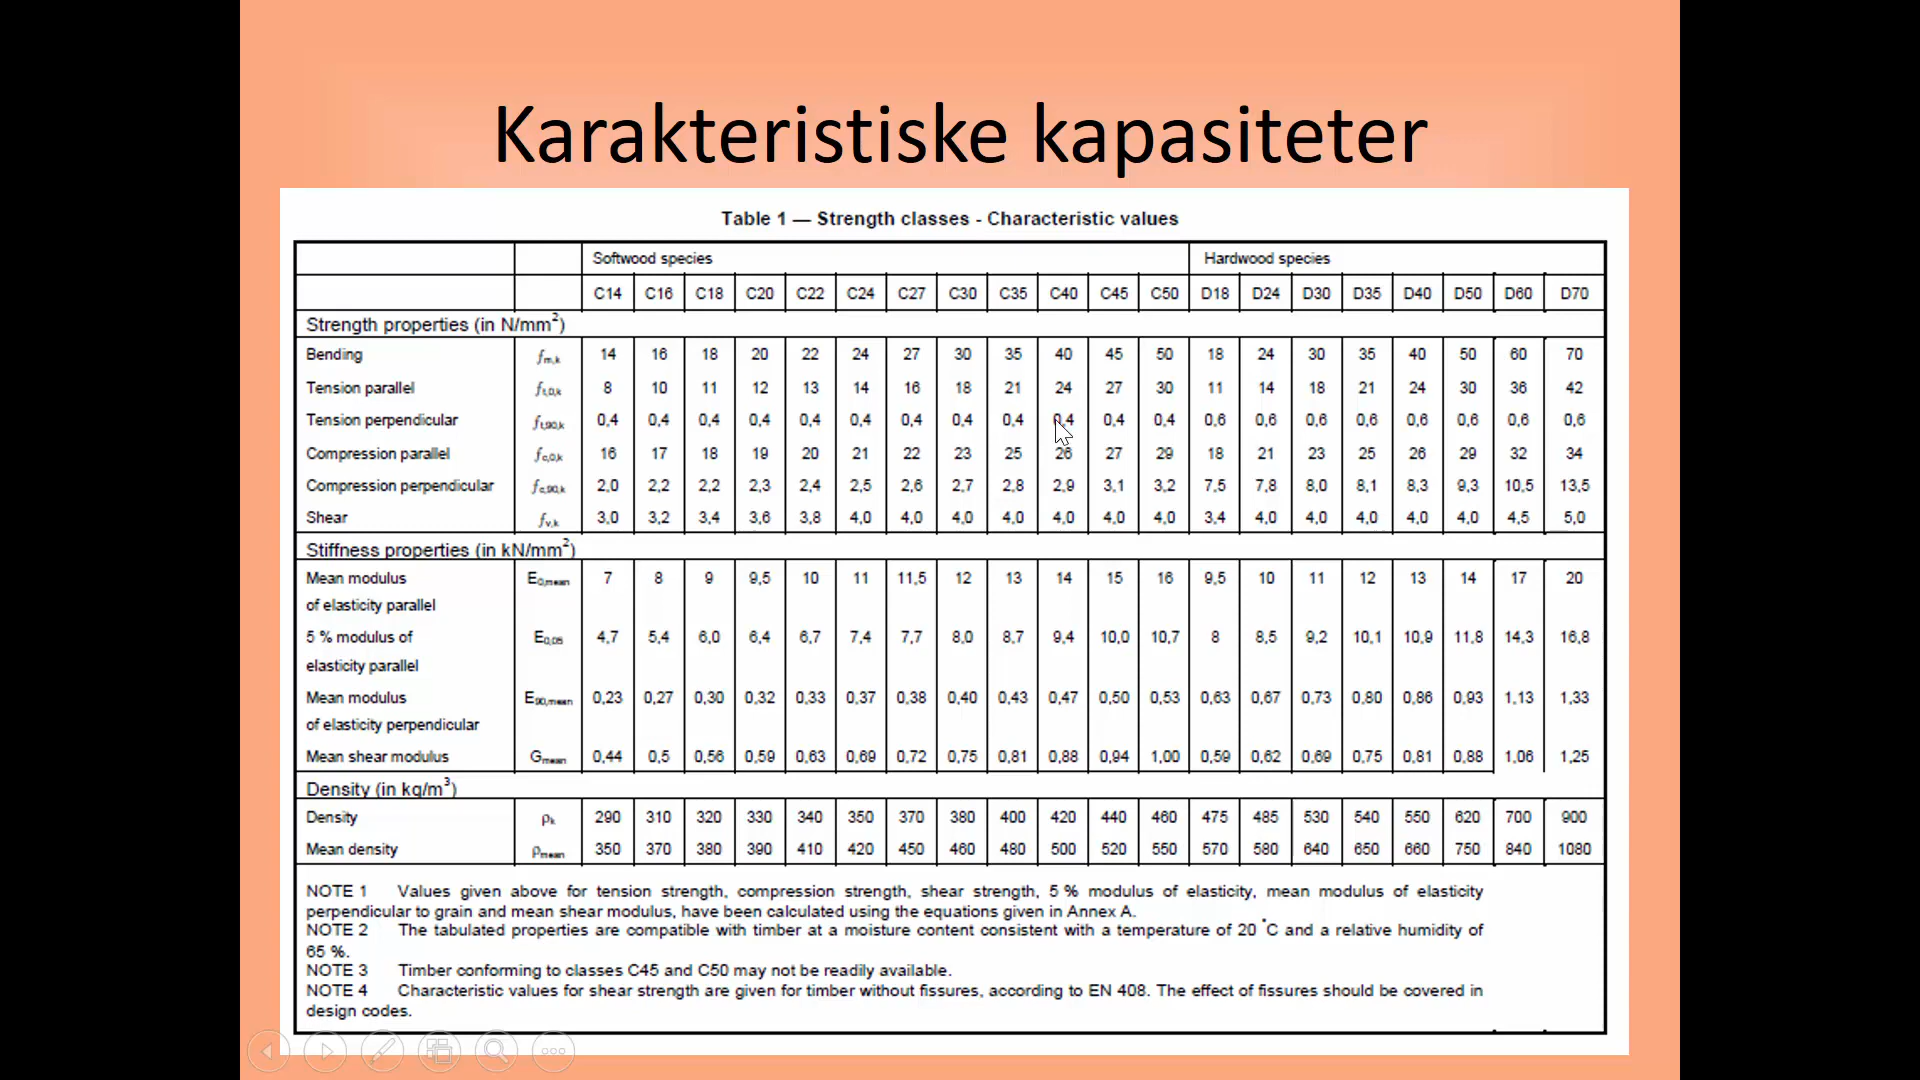 Karakteristiske kapasiteter
Table 1 — Strength classes - Characteristic values
Softwood species Hardwood species
C14 C16 C18 C20 C22 C24 C27 C30 C35 C40 C45 C50 D18 D24 D30 D35 D40 D50 D60 D70
Strength properties (in N/mm²)
Bending fm,k 14 16 18 20 22 24 27 30 35 40 45 50 18 24 30 35 40 50 60 70
Tension parallel ft,0,k 8 10 11 12 13 14 16 18 21 24 27 30 11 14 18 21 24 30 36 42
Tension perpendicular ft,90,k 0,4 0,4 0,4 0,4 0,4 0,4 0,4 0,4 0,4 0,4 0,4 0,4 0,6 0,6 0,6 0,6 0,6 0,6 0,6 0,6
Compression parallel fc,0,k 16 17 18 19 20 21 22 23 25 26 27 29 18 21 23 25 26 29 32 34
Compression perpendicular fc,90,k 2,0 2,2 2,2 2,3 2,4 2,5 2,6 2,7 2,8 2,9 3,1 3,2 7,5 7,8 8,0 8,1 8,3 9,3 10,5 13,5
Shear fv,k 3,0 3,2 3,4 3,6 3,8 4,0 4,0 4,0 4,0 4,0 4,0 4,0 3,4 4,0 4,0 4,0 4,0 4,0 4,5 5,0
Stiffness properties (in kN/mm²)
Mean modulus E0,mean 7 8 9 9,5 10 11 11,5 12 13 14 15 16 9,5 10 11 12 13 14 17 20
of elasticity parallel
5 % modulus of E0,05 4,7 5,4 6,0 6,4 6,7 7,4 7,7 8,0 8,7 9,4 10,0 10,7 8 8,5 9,2 10,1 10,9 11,8 14,3 16,8
elasticity parallel
Mean modulus E90,mean 0,23 0,27 0,30 0,32 0,33 0,37 0,38 0,40 0,43 0,47 0,50 0,53 0,63 0,67 0,73 0,80 0,86 0,93 1,13 1,33
of elasticity perpendicular
Mean shear modulus Gmean 0,44 0,5 0,56 0,59 0,63 0,69 0,72 0,75 0,81 0,88 0,94 1,00 0,59 0,62 0,69 0,75 0,81 0,88 1,06 1,25
Density (in kg/m³)
Density ρk 290 310 320 330 340 350 370 380 400 420 440 460 475 485 530 540 550 620 700 900
Mean density ρmean 350 370 380 390 410 420 450 460 480 500 520 550 570 580 640 650 660 750 840 1080
NOTE 1 Values given above for tension strength, compression strength, shear strength, 5 % modulus of elasticity, mean modulus of elasticity
perpendicular to grain and mean shear modulus, have been calculated using the equations given in Annex A.
NOTE 2 The tabulated properties are compatible with timber at a moisture content consistent with a temperature of 20 °C and a relative humidity of
65 %.
NOTE 3 Timber conforming to classes C45 and C50 may not be readily available.
NOTE 4 Characteristic values for shear strength are given for timber without fissures, according to EN 408. The effect of fissures should be covered in
design codes.